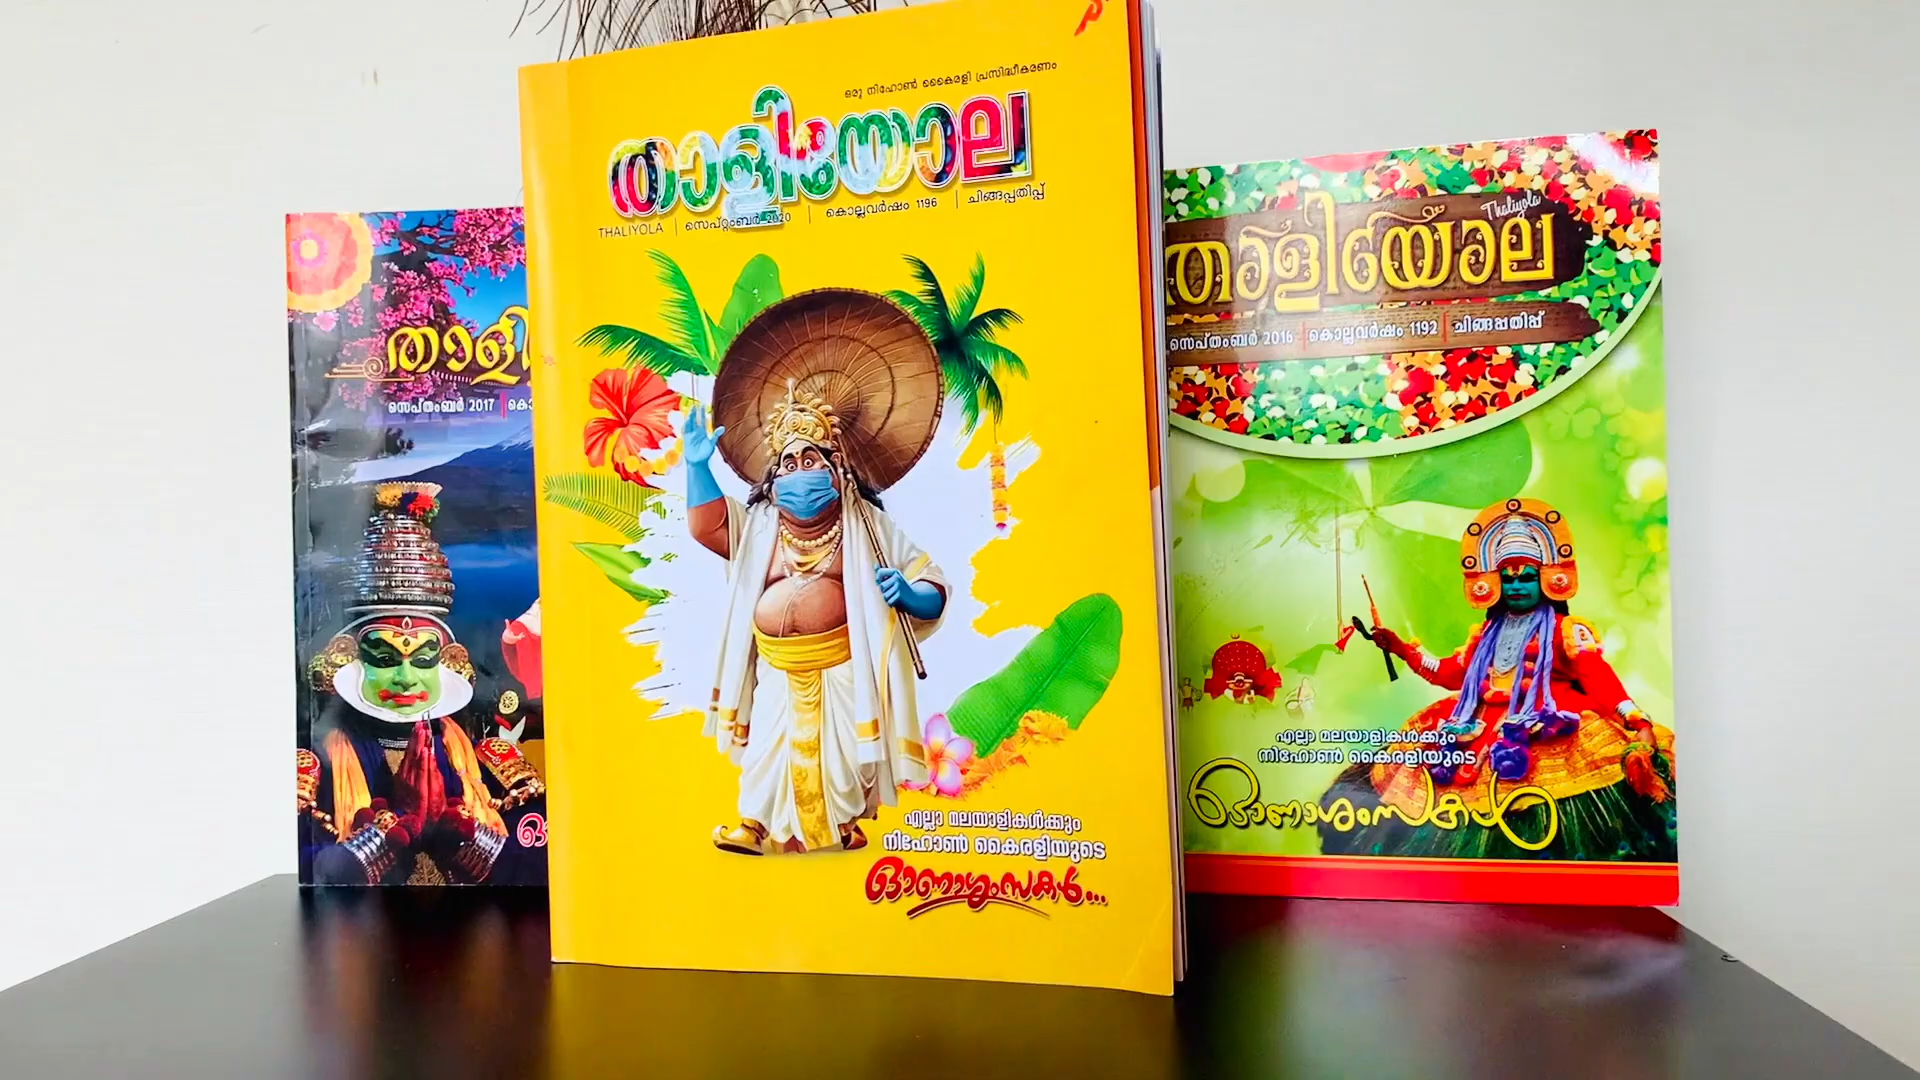 ഒരു നിഹോൺ കൈരളി പ്രസിദ്ധീകരണം
താളിയോല
THALIYOLA | സെപ്റ്റംബർ 2020 | കൊല്ലവർഷം 1196 | ചിങ്ങപ്പതിപ്പ്
എല്ലാ മലയാളികൾക്കും
നിഹോൺ കൈരളിയുടെ
ഓണാശംസകൾ...
സെപ്തംബർ 2017
Thaliyola
താളിയോല
സെപ്തംബർ 2016 | കൊല്ലവർഷം 1192 | ചിങ്ങപ്പതിപ്പ്
എല്ലാ മലയാളികൾക്കും
നിഹോൺ കൈരളിയുടെ
ഓണാശംസകൾ